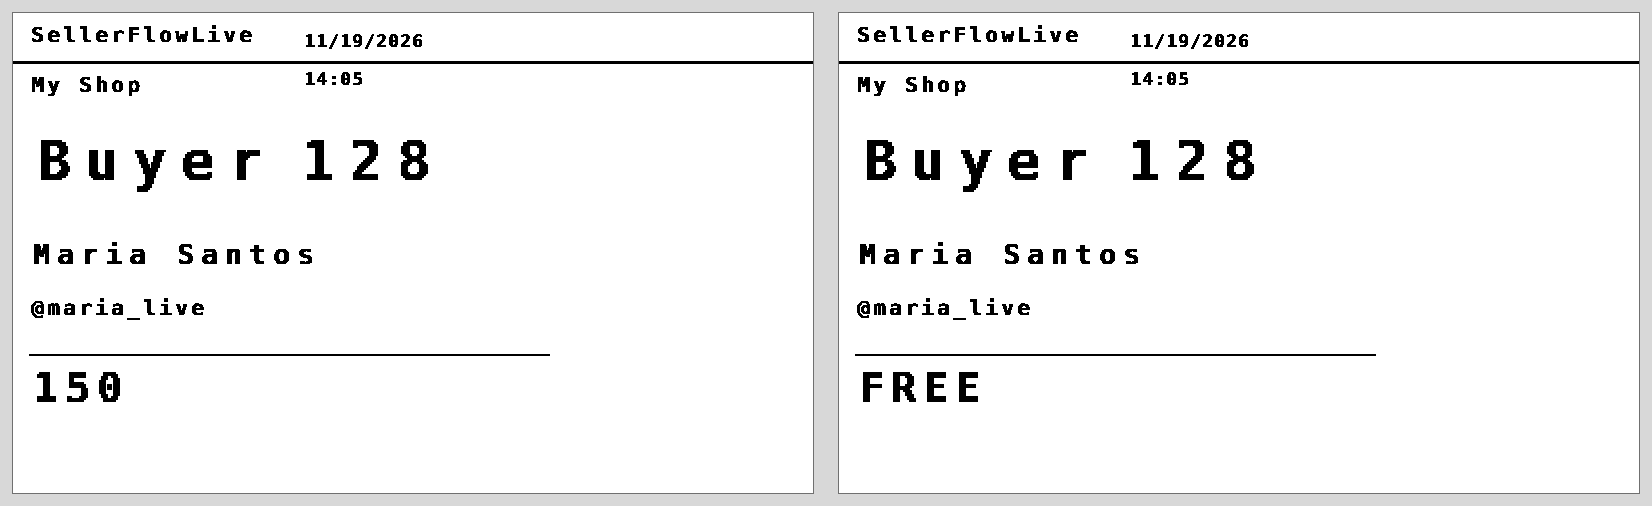 SellerFlowLive 11/19/2026
My Shop 14:05
Buyer 128
Maria Santos
@maria_live
150
SellerFlowLive 11/19/2026
My Shop 14:05
Buyer 128
Maria Santos
@maria_live
FREE